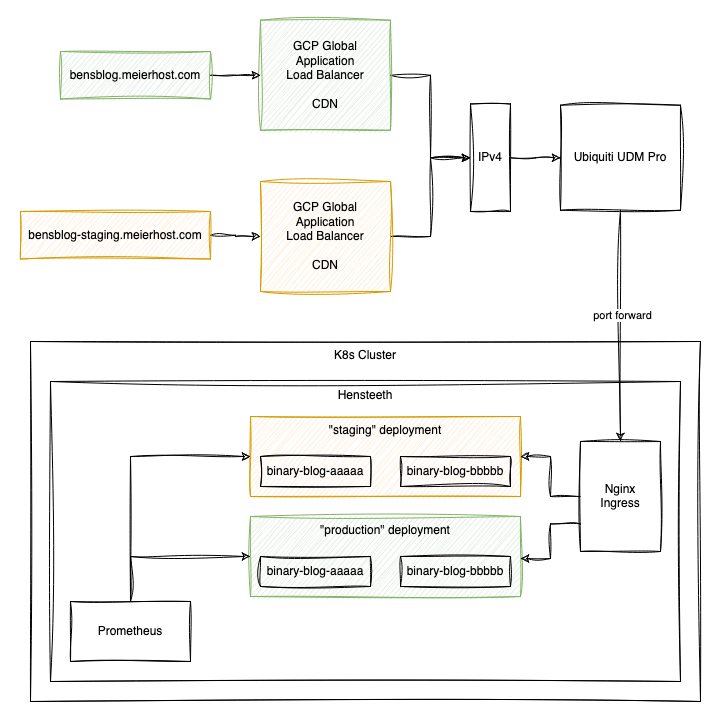 bensblog.meierhost.com
GCP Global
Application
Load Balancer
CDN
IPv4
Ubiquiti UDM Pro
bensblog-staging.meierhost.com
GCP Global
Application
Load Balancer
CDN
port forward
K8s Cluster
Hensteeth
"staging" deployment
binary-blog-aaaaa
binary-blog-bbbbb
Nginx
Ingress
"production" deployment
binary-blog-aaaaa
binary-blog-bbbbb
Prometheus